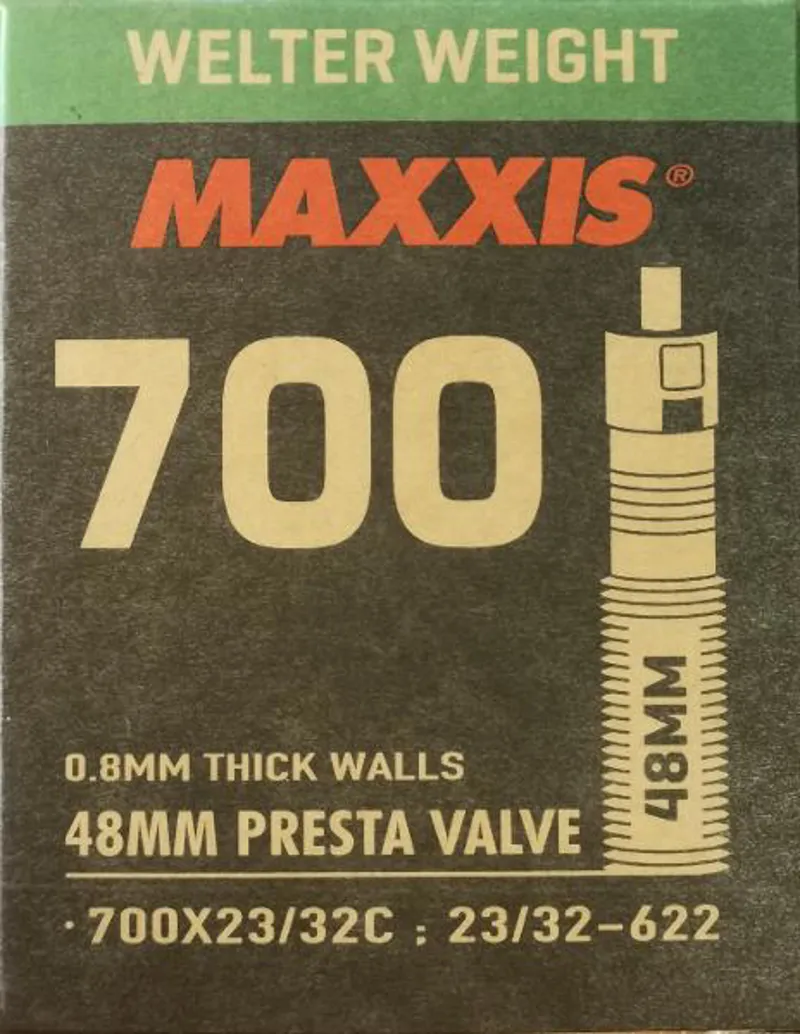 WELTER WEIGHT
MAXXIS®
700
48MM
0.8MM THICK WALLS
48MM PRESTA VALVE
· 700X23/32C : 23/32-622